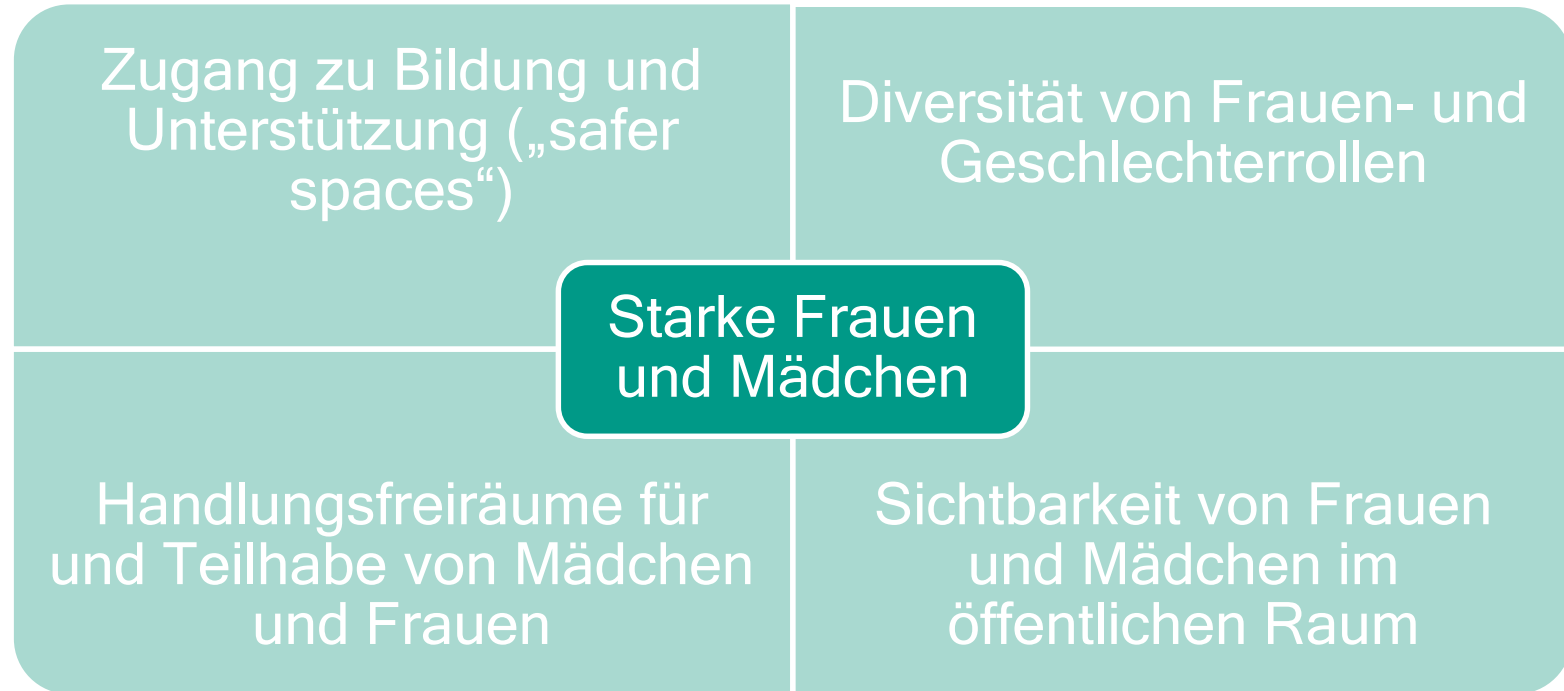 Zugang zu Bildung und
Unterstützung („safer
spaces“)
Diversität von Frauen- und
Geschlechterrollen
Starke Frauen
und Mädchen
Handlungsfreiräume für
und Teilhabe von Mädchen
und Frauen
Sichtbarkeit von Frauen
und Mädchen im
öffentlichen Raum